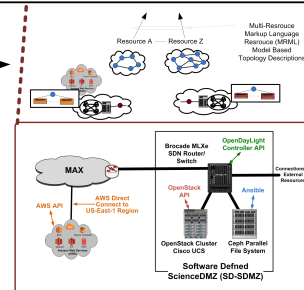 Multi-Resrouce
Markup Language
Resrouce (MRML)
Model Based
Topology Descriptions
Resource A
Resource Z
OpenDayLight
Controller API
Brocade MLXe
SDN Router/
Switch
MAX
Connections
External
Resources
AWS Direct
Connect to
US-East-1 Region
AWS API
OpenStack
API
Ansible
OpenStack Cluster
Cisco UCS
Ceph Parallel
File System
Software Defned
ScienceDMZ (SD-SDMZ)